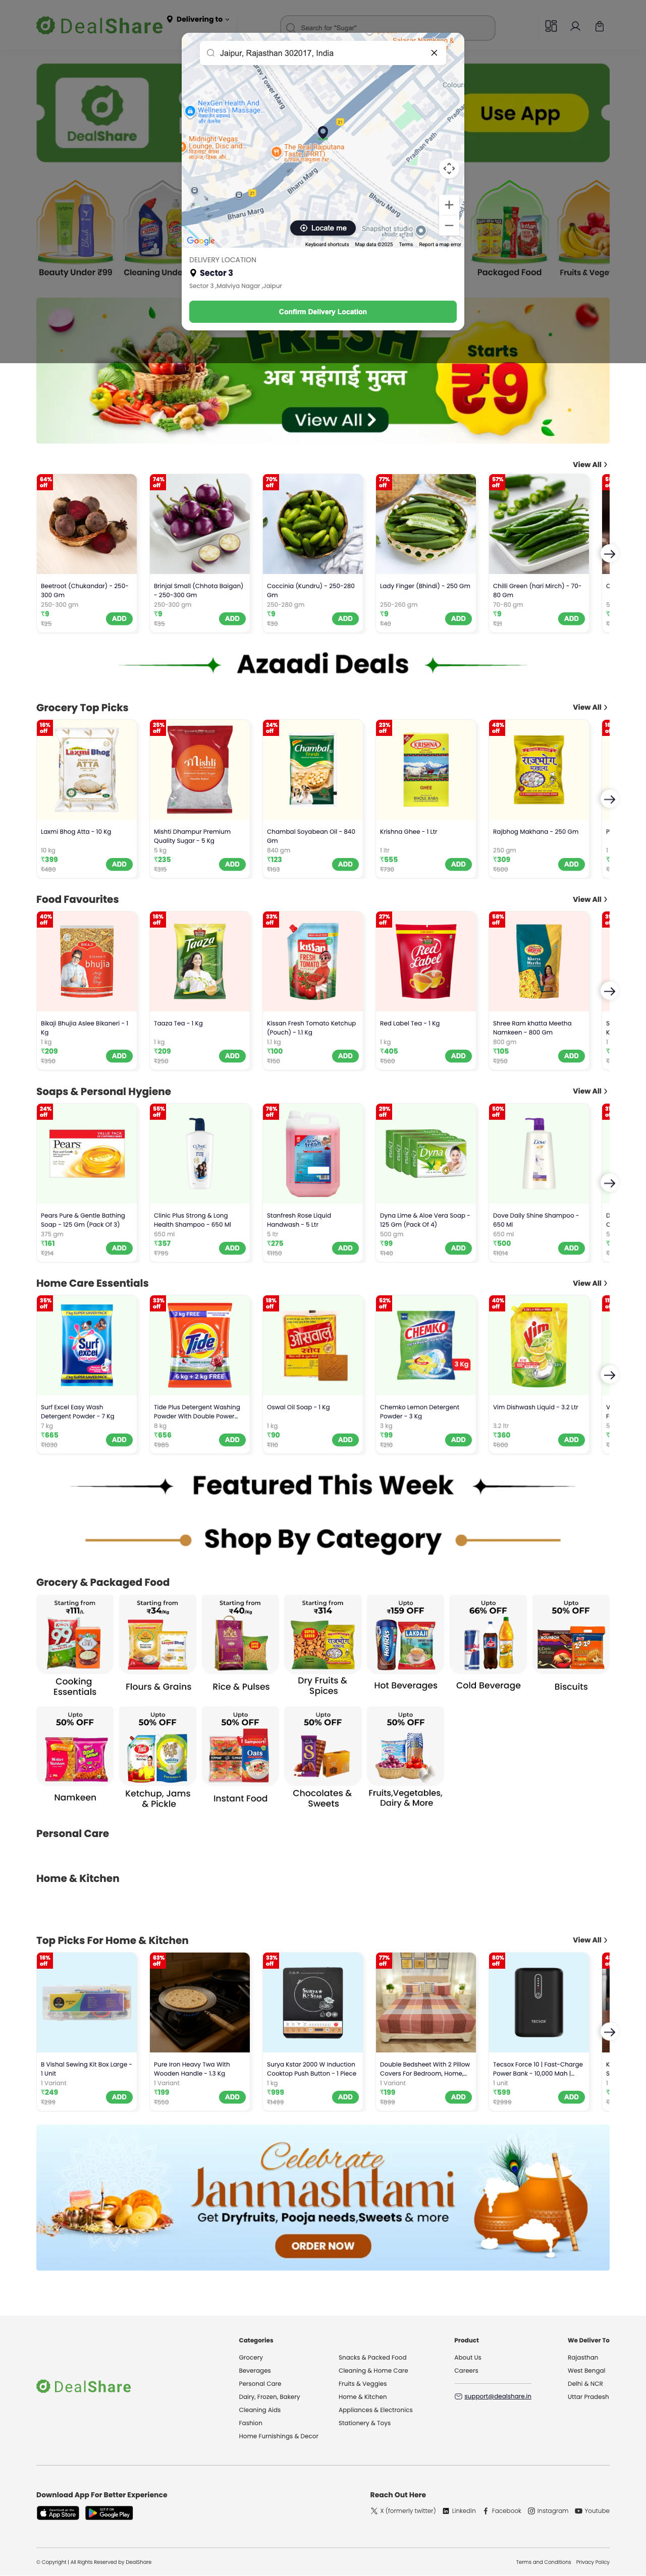 DealShare
Delivering to
Search for "Sugar"
Jaipur, Rajasthan 302017, India
NexGen Health And
Wellness | Massage...
Midnight Vegas
Lounge, Disc and...
The Real Rajputana
Bharu Marg
Bharu Marg
Bharu Marg
Pradhan Path
Colour
Snapshot studio
Locate me
Google
Keyboard shortcuts
Map data ©2025
Terms
Report a map error
DELIVERY LOCATION
Sector 3
Sector 3 ,Malviya Nagar ,Jaipur
Confirm Delivery Location
DealShare
Use App
Beauty Under ₹99
Cleaning Unde
Packaged Food
Fruits & Vege
FRESH
अब महंगाई मुक्त
Starts
₹9
View All
View All
64% off
74% off
70% off
77% off
57% off
Beetroot (Chukandar) - 250-
300 Gm
250-300 gm
₹9
₹25
ADD
Brinjal Small (Chhota Baigan)
- 250-300 Gm
250-300 gm
₹9
₹35
ADD
Coccinia (Kundru) - 250-280
Gm
250-280 gm
₹9
₹30
ADD
Lady Finger (Bhindi) - 250 Gm
250-260 gm
₹9
₹40
ADD
Chilli Green (hari Mirch) - 70-
80 Gm
70-80 gm
₹9
₹21
ADD
Azaadi Deals
Grocery Top Picks
View All
16% off
25% off
24% off
23% off
48% off
Laxmi Bhog Atta - 10 Kg
10 kg
₹399
₹480
ADD
Mishti Dhampur Premium
Quality Sugar - 5 Kg
5 kg
₹235
₹315
ADD
Chambal Soyabean Oil - 840
Gm
840 gm
₹123
₹163
ADD
Krishna Ghee - 1 Ltr
1 ltr
₹555
₹730
ADD
Rajbhog Makhana - 250 Gm
250 gm
₹309
₹600
ADD
Food Favourites
View All
40% off
16% off
33% off
27% off
58% off
Bikaji Bhujia Aslee Bikaneri - 1
Kg
1 kg
₹209
₹350
ADD
Taaza Tea - 1 Kg
1 kg
₹209
₹250
ADD
Kissan Fresh Tomato Ketchup
(Pouch) - 1.1 Kg
1.1 kg
₹100
₹150
ADD
Red Label Tea - 1 Kg
1 kg
₹405
₹560
ADD
Shree Ram khatta Meetha
Namkeen - 800 Gm
800 gm
₹105
₹250
ADD
Soaps & Personal Hygiene
View All
24% off
55% off
76% off
29% off
50% off
Pears Pure & Gentle Bathing
Soap - 125 Gm (Pack Of 3)
375 gm
₹161
₹214
ADD
Clinic Plus Strong & Long
Health Shampoo - 650 Ml
650 ml
₹357
₹795
ADD
Stanfresh Rose Liquid
Handwash - 5 Ltr
5 ltr
₹275
₹1150
ADD
Dyna Lime & Aloe Vera Soap -
125 Gm (Pack Of 4)
500 gm
₹99
₹140
ADD
Dove Daily Shine Shampoo -
650 Ml
650 ml
₹500
₹1014
ADD
Home Care Essentials
View All
35% off
33% off
18% off
52% off
40% off
Surf Excel Easy Wash
Detergent Powder - 7 Kg
7 kg
₹665
₹1030
ADD
Tide Plus Detergent Washing
Powder With Double Power...
8 kg
₹656
₹985
ADD
Oswal Oil Soap - 1 Kg
1 kg
₹90
₹110
ADD
Chemko Lemon Detergent
Powder - 3 Kg
3 kg
₹99
₹210
ADD
Vim Dishwash Liquid - 3.2 Ltr
3.2 ltr
₹360
₹600
ADD
Featured This Week
Shop By Category
Grocery & Packaged Food
Starting from
₹111/L
Cooking
Essentials
Starting from
₹34/Kg
Flours & Grains
Starting from
₹40/Kg
Rice & Pulses
Starting from
₹314
Dry Fruits &
Spices
Upto
₹159 OFF
Hot Beverages
Upto
66% OFF
Cold Beverage
Upto
50% OFF
Biscuits
Upto
50% OFF
Namkeen
Upto
50% OFF
Ketchup, Jams
& Pickle
Upto
50% OFF
Instant Food
Upto
50% OFF
Chocolates &
Sweets
Upto
50% OFF
Fruits,Vegetables,
Dairy & More
Personal Care
Home & Kitchen
Top Picks For Home & Kitchen
View All
16% off
63% off
33% off
77% off
80% off
B Vishal Sewing Kit Box Large -
1 Unit
1 Variant
₹249
₹299
ADD
Pure Iron Heavy Twa With
Wooden Handle - 1.3 Kg
1 Variant
₹199
₹550
ADD
Surya Kstar 2000 W Induction
Cooktop Push Button - 1 Piece
1 kg
₹999
₹1499
ADD
Double Bedsheet With 2 Pillow
Covers For Bedroom, Home,...
1 Variant
₹199
₹899
ADD
Tecsox Force 10 | Fast-Charge
Power Bank - 10,000 Mah |...
1 unit
₹599
₹2999
ADD
Celebrate
Janmashtami
Get Dryfruits, Pooja needs,Sweets & more
ORDER NOW
DealShare
Categories
Grocery
Beverages
Personal Care
Dairy, Frozen, Bakery
Cleaning Aids
Fashion
Home Furnishings & Decor
Snacks & Packed Food
Cleaning & Home Care
Fruits & Veggies
Home & Kitchen
Appliances & Electronics
Stationery & Toys
Product
About Us
Careers
support@dealshare.in
We Deliver To
Rajasthan
West Bengal
Delhi & NCR
Uttar Pradesh
Download App For Better Experience
App Store
Google Play
Reach Out Here
X (formerly twitter)
Linkedin
Facebook
Instagram
Youtube
© Copyright | All Rights Reserved by DealShare
Terms and Conditions
Privacy Policy